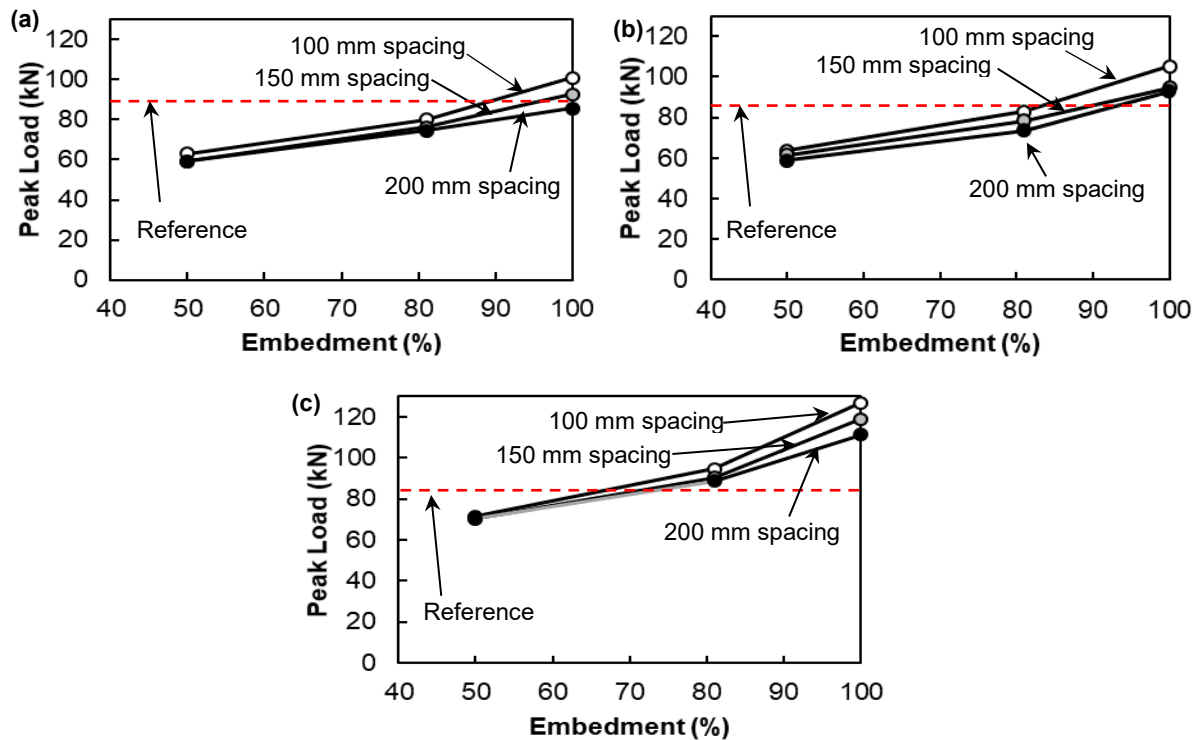 (a)
120
100
80
60
40
20
0
Peak Load (kN)
100 mm spacing
150 mm spacing
200 mm spacing
Reference
40 50 60 70 80 90 100
Embedment (%)
(b)
120
100
80
60
40
20
0
Peak Load (kN)
100 mm spacing
150 mm spacing
200 mm spacing
Reference
40 50 60 70 80 90 100
Embedment (%)
(c)
120
100
80
60
40
20
0
Peak Load (kN)
100 mm spacing
150 mm spacing
200 mm spacing
Reference
40 50 60 70 80 90 100
Embedment (%)